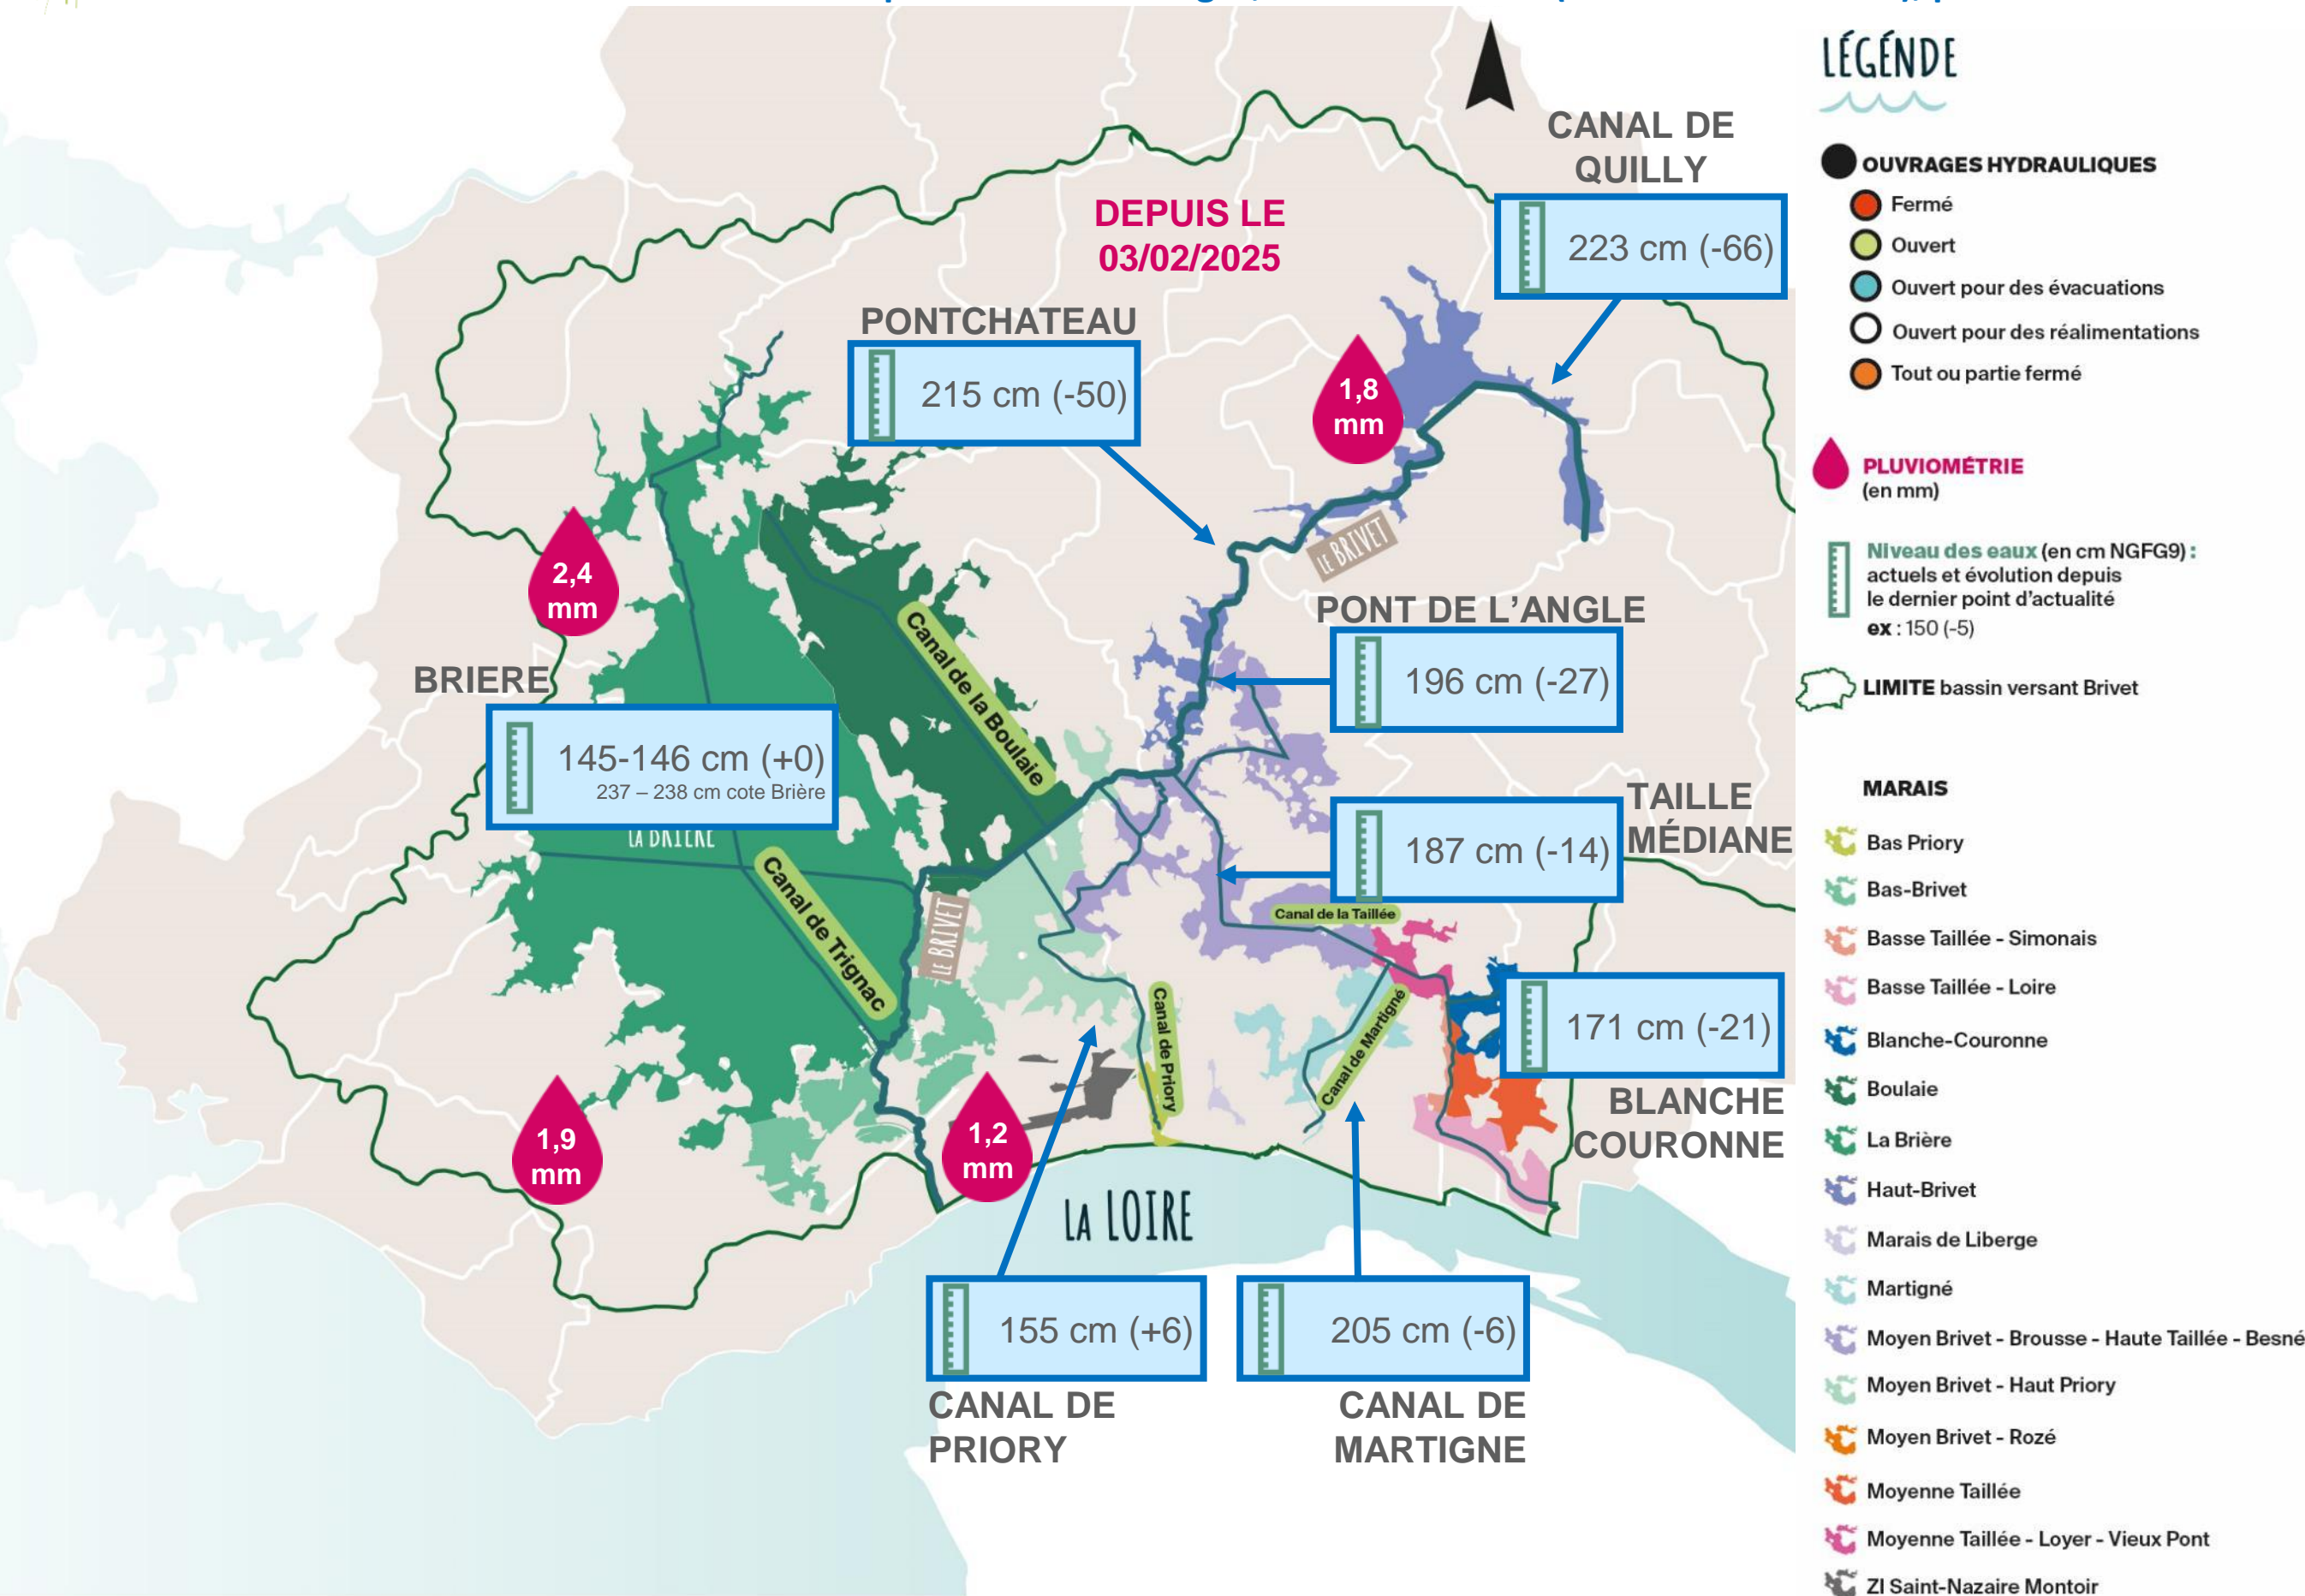 LÉGÉNDE
OUVRAGES HYDRAULIQUES
Fermé
Ouvert
Ouvert pour des évacuations
Ouvert pour des réalimentations
Tout ou partie fermé
PLUVIOMÉTRIE
(en mm)
NIveau des eaux (en cm NGFG9) :
actuels et évolution depuis
le dernier point d'actualité
ex : 150 (-5)
LIMITE bassin versant Brivet
MARAIS
Bas Priory
Bas-Brivet
Basse Taillée - Simonais
Basse Taillée - Loire
Blanche-Couronne
Boulaie
La Brière
Haut-Brivet
Marais de Liberge
Martigné
Moyen Brivet - Brousse - Haute Taillée - Besné
Moyen Brivet - Haut Priory
Moyen Brivet - Rozé
Moyenne Taillée
Moyenne Taillée - Loyer - Vieux Pont
ZI Saint-Nazaire Montoir
CANAL DE
QUILLY
223 cm (-66)
DEPUIS LE
03/02/2025
PONTCHATEAU
215 cm (-50)
1,8
mm
LE BRIVET
2,4
mm
PONT DE L'ANGLE
196 cm (-27)
Canal de la Boulaie
BRIERE
145-146 cm (+0)
237 – 238 cm cote Brière
LA BRIÈRE
TAILLE
MÉDIANE
187 cm (-14)
Canal de Trignac
LE BRIVET
Canal de la Taillée
Canal de Priory
Canal de Martigné
171 cm (-21)
BLANCHE
COURONNE
1,9
mm
1,2
mm
LA LOIRE
155 cm (+6)
CANAL DE
PRIORY
205 cm (-6)
CANAL DE
MARTIGNE